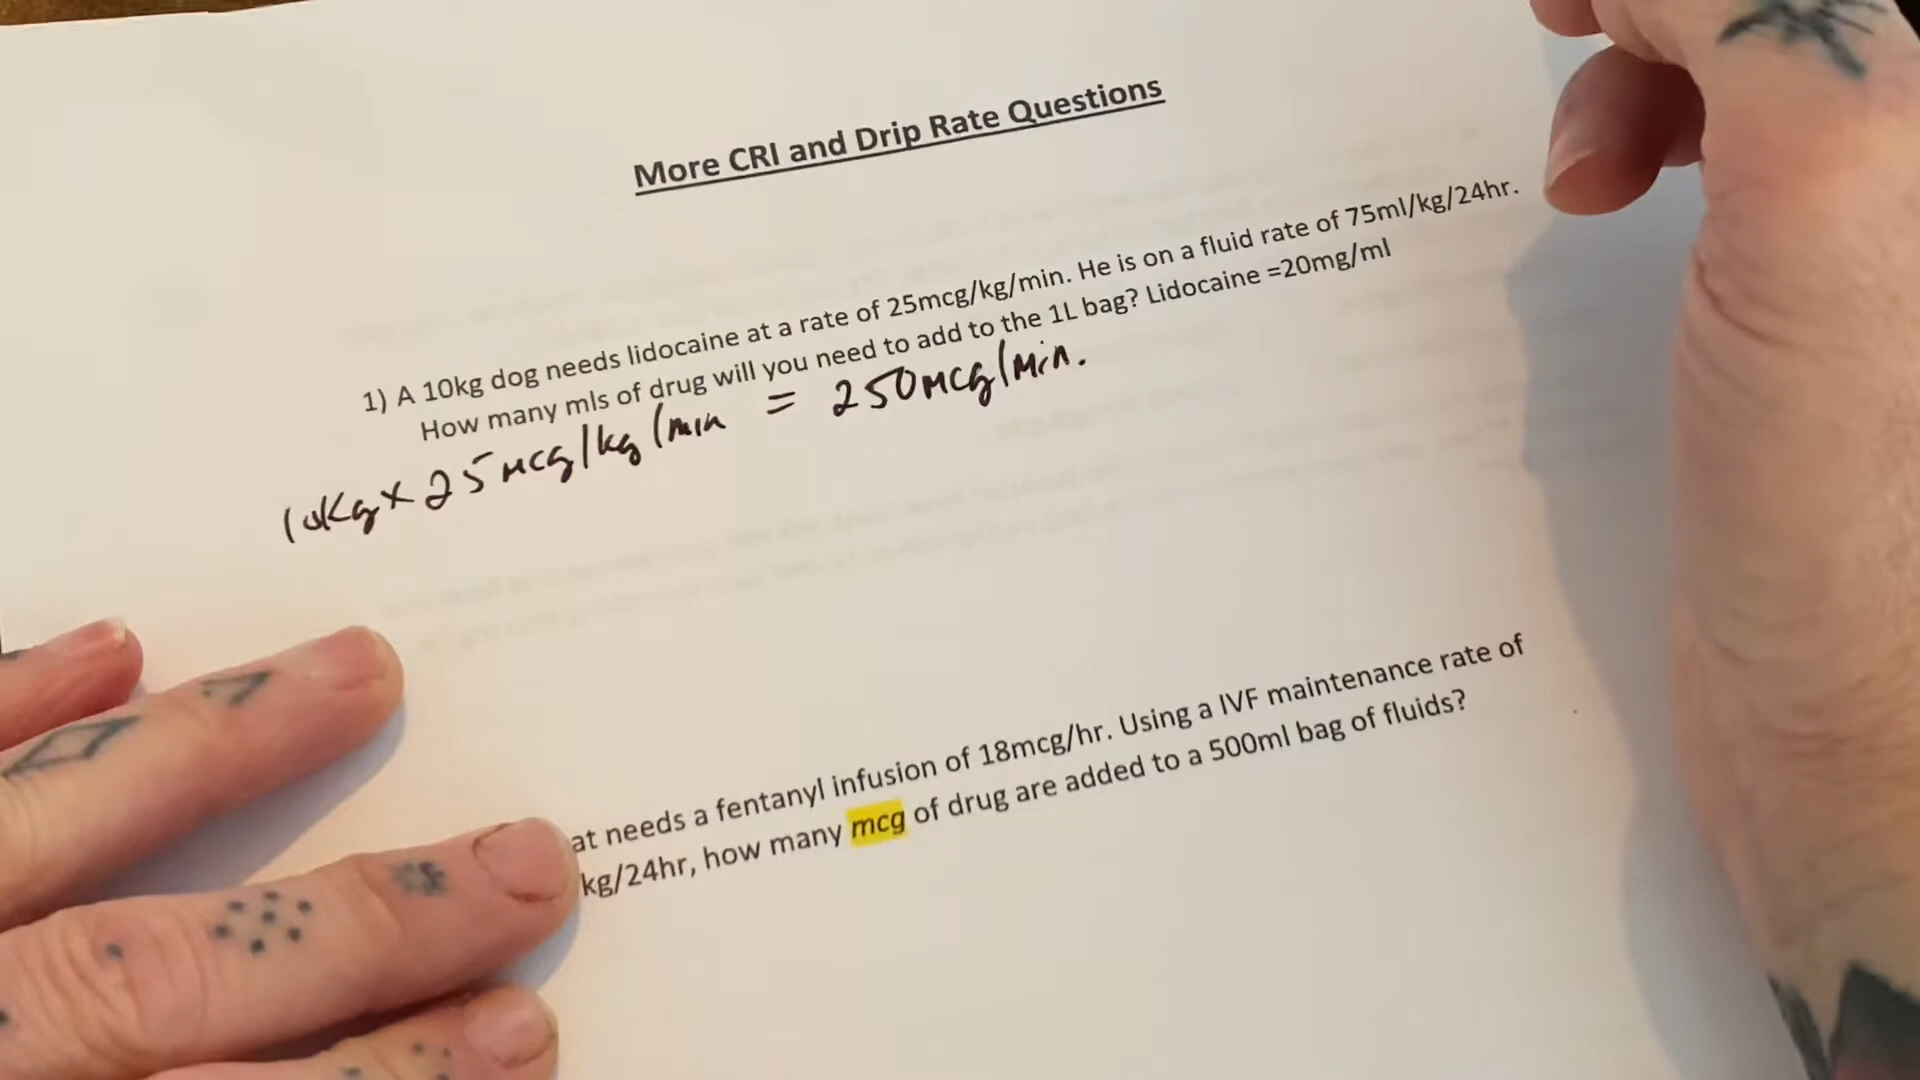 More CRI and Drip Rate Questions
1) A 10kg dog needs lidocaine at a rate of 25mcg/kg/min. He is on a fluid rate of 75ml/kg/24hr.
How many mls of drug will you need to add to the 1L bag? Lidocaine =20mg/ml
10Kg x 25mcg/kg/min = 250mcg/min.
at needs a fentanyl infusion of 18mcg/hr. Using a IVF maintenance rate of
kg/24hr, how many mcg of drug are added to a 500ml bag of fluids?